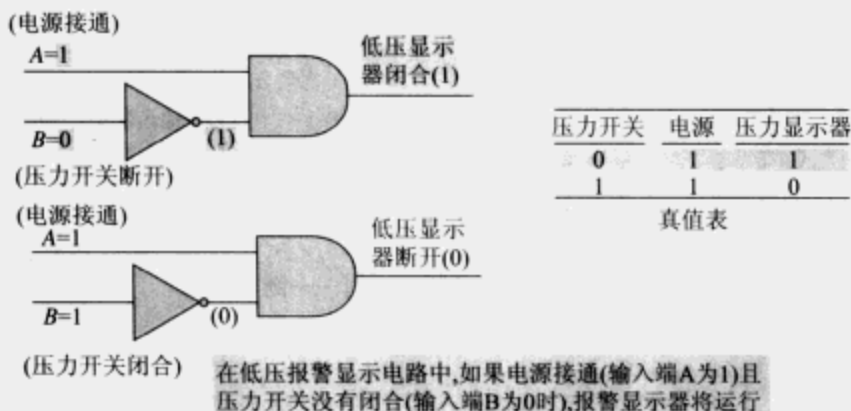 (电源接通)
A=1
低压显示
器闭合(1)
B=0
(1)
(压力开关断开)
压力开关 电源 压力显示器
0 1 1
1 1 0
真值表
(电源接通)
A=1
低压显示
器断开(0)
B=1
(0)
(压力开关闭合)
在低压报警显示电路中,如果电源接通(输入端A为1)且
压力开关没有闭合(输入端B为0时),报警显示器将运行